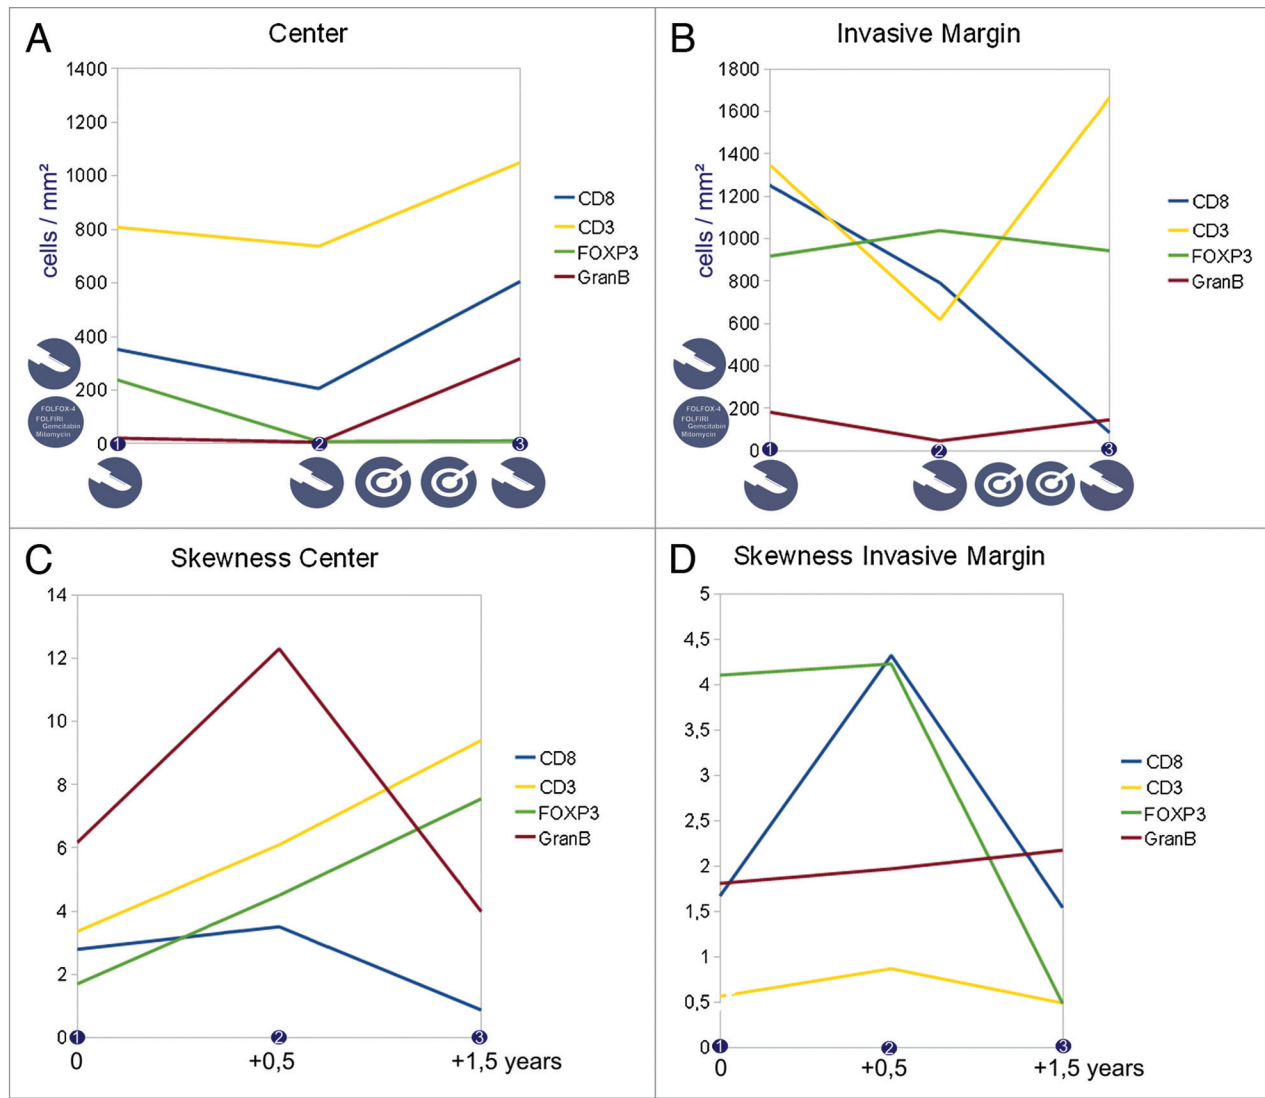 A
Center
1400
1200
1000
800
600
400
200
0
cells / mm²
CD8
CD3
FOXP3
GranB
FOLFOX-4
FOLFIRI
Gemcitabin
Mitomycin
1
2
3
B
Invasive Margin
1800
1600
1400
1200
1000
800
600
400
200
0
cells / mm²
CD8
CD3
FOXP3
GranB
FOLFOX-4
FOLFIRI
Gemcitabin
Mitomycin
1
2
3
C
Skewness Center
14
12
10
8
6
4
2
0
CD8
CD3
FOXP3
GranB
1
2
3
0
+0,5
+1,5 years
D
Skewness Invasive Margin
5
4,5
4
3,5
3
2,5
2
1,5
1
0,5
0
CD8
CD3
FOXP3
GranB
1
2
3
0
+0,5
+1,5 years